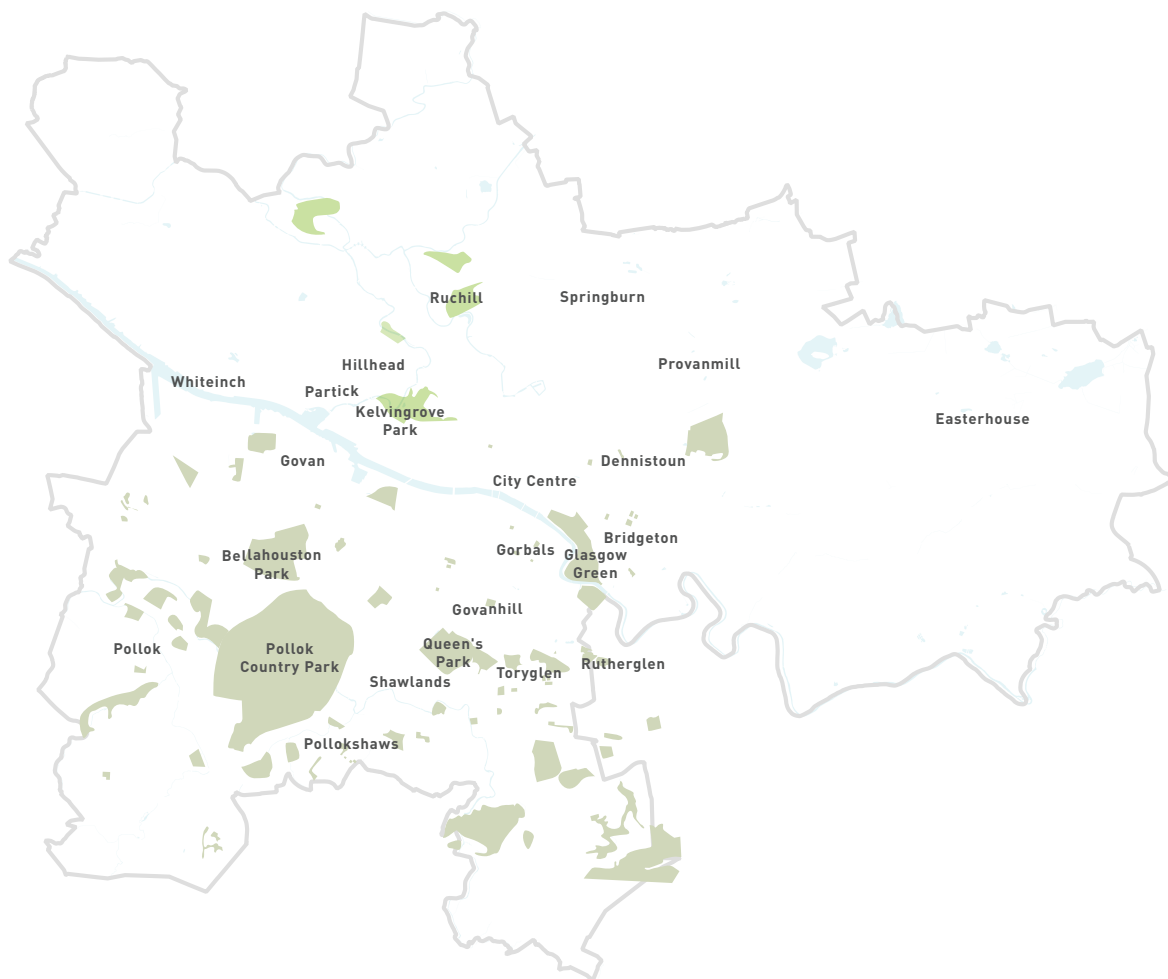 Ruchill
Springburn
Hillhead
Provanmill
Whiteinch
Partick
Kelvingrove
Park
Easterhouse
Govan
Dennistoun
City Centre
Bridgeton
Gorbals
Glasgow
Green
Bellahouston
Park
Govanhill
Pollok
Pollok
Country Park
Queen's
Park
Shawlands
Toryglen
Rutherglen
Pollokshaws